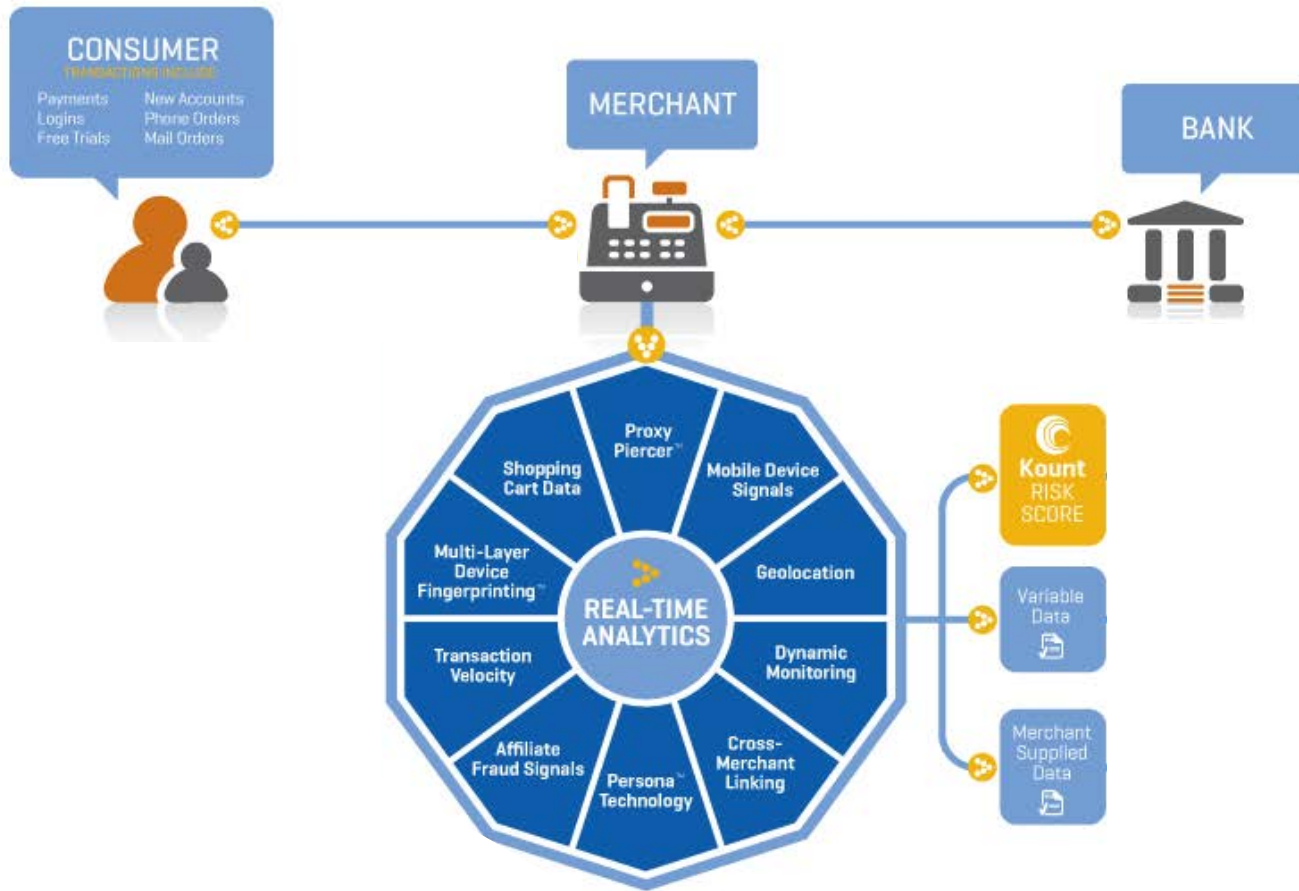 CONSUMER
TRANSACTIONS INCLUDE:
Payments
Logins
Free Trials
New Accounts
Phone Orders
Mail Orders
MERCHANT
BANK
Proxy
Piercer™
Mobile Device
Signals
Geolocation
Dynamic
Monitoring
Cross-
Merchant
Linking
Persona™
Technology
Affiliate
Fraud Signals
Transaction
Velocity
Multi-Layer
Device
Fingerprinting™
Shopping
Cart Data
REAL-TIME
ANALYTICS
Kount
RISK
SCORE
Variable
Data
Merchant
Supplied
Data